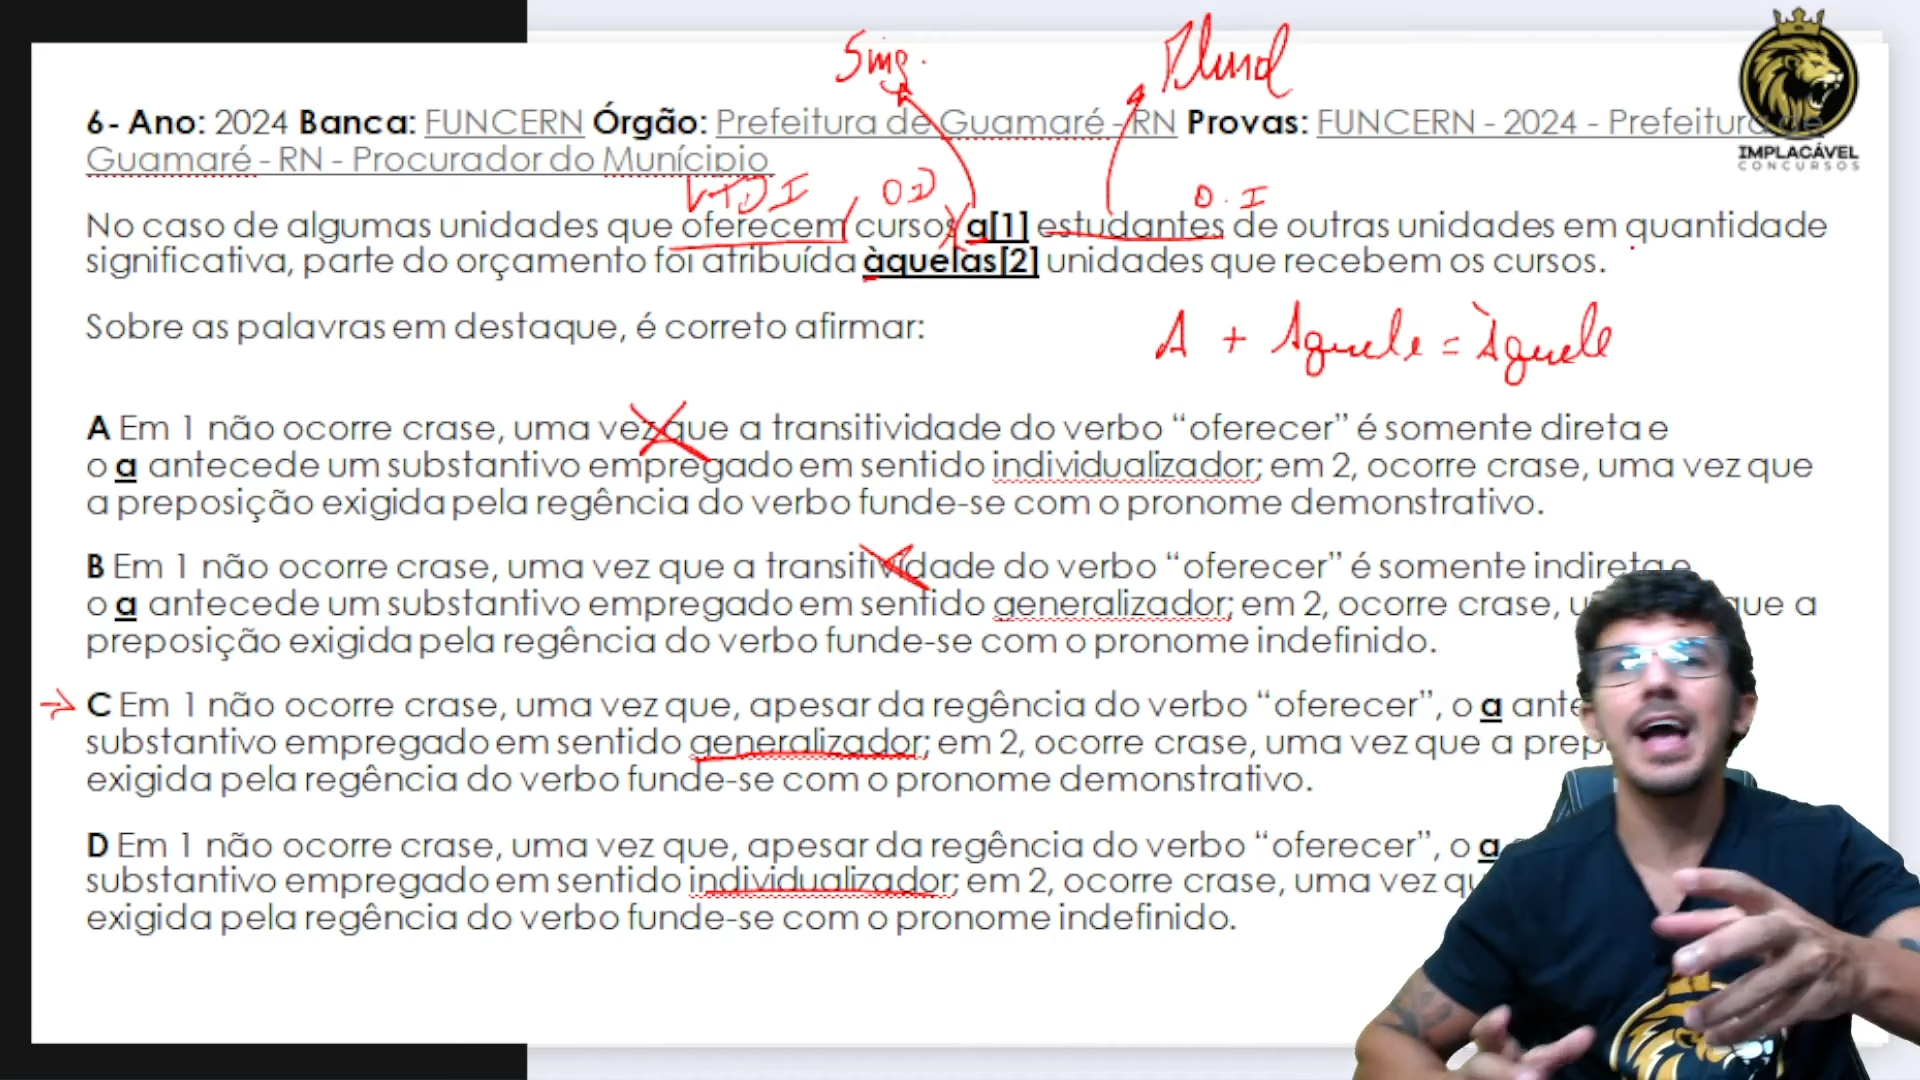 Sing. Plural
6- Ano: 2024 Banca: FUNCERN Órgão: Prefeitura de Guamaré - RN Provas: FUNCERN - 2024 - Prefeitura de
Guamaré - RN - Procurador do Munícipio
IMPLACÁVEL
CONCURSOS
VTDI OD O.I
No caso de algumas unidades que oferecem cursos a[1] estudantes de outras unidades em quantidade
significativa, parte do orçamento foi atribuída àquelas[2] unidades que recebem os cursos.
Sobre as palavras em destaque, é correto afirmar:
A + Aquele = Àquele
A Em 1 não ocorre crase, uma vez que a transitividade do verbo “oferecer” é somente direta e
o a antecede um substantivo empregado em sentido individualizador; em 2, ocorre crase, uma vez que
a preposição exigida pela regência do verbo funde-se com o pronome demonstrativo.
B Em 1 não ocorre crase, uma vez que a transitividade do verbo “oferecer” é somente indireta e
o a antecede um substantivo empregado em sentido generalizador; em 2, ocorre crase, que a
preposição exigida pela regência do verbo funde-se com o pronome indefinido.
C Em 1 não ocorre crase, uma vez que, apesar da regência do verbo “oferecer”, o a ante
substantivo empregado em sentido generalizador; em 2, ocorre crase, uma vez que a prep
exigida pela regência do verbo funde-se com o pronome demonstrativo.
D Em 1 não ocorre crase, uma vez que, apesar da regência do verbo “oferecer”, o a
substantivo empregado em sentido individualizador; em 2, ocorre crase, uma vez qu
exigida pela regência do verbo funde-se com o pronome indefinido.